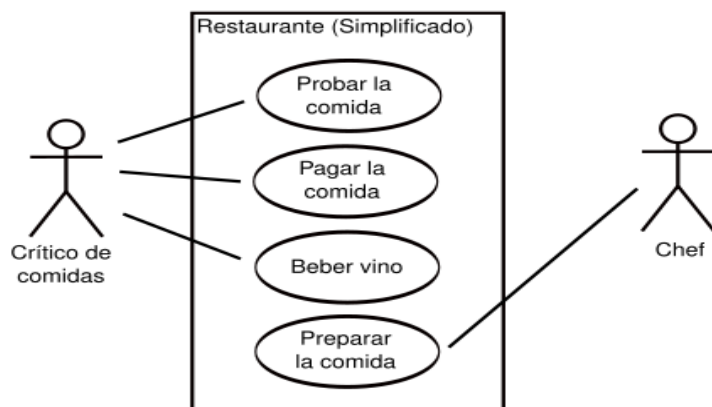 Restaurante (Simplificado)
Probar la
comida
Pagar la
comida
Beber vino
Preparar
la comida
Crítico de
comidas
Chef